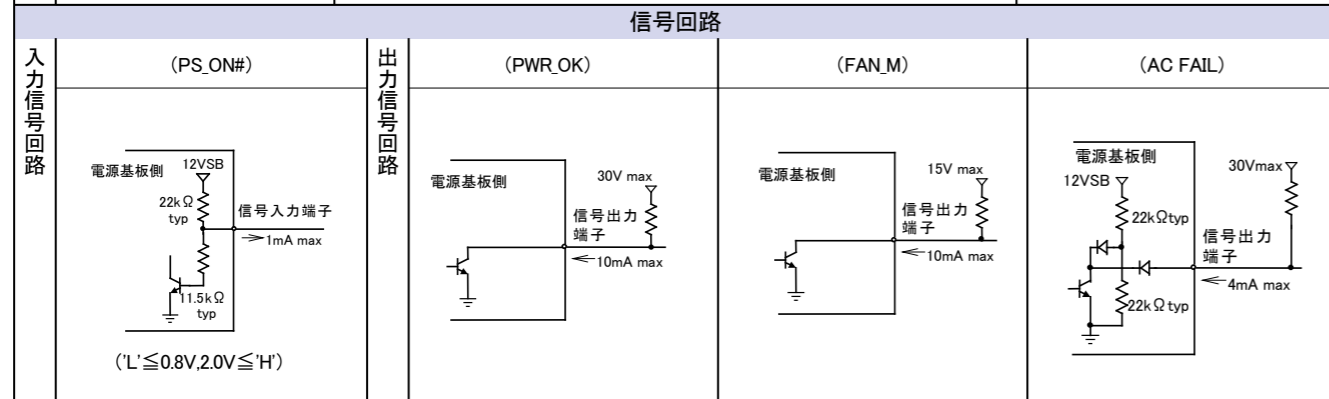 信号回路
入力信号回路
(PS_ON#)
電源基板側
12VSB
22kΩ
typ
信号入力端子
1mA max
11.5kΩ
typ
('L'≦0.8V,2.0V≦'H')
出力信号回路
(PWR_OK)
電源基板側
30V max
信号出力
端子
10mA max
(FAN_M)
電源基板側
15V max
信号出力
端子
10mA max
(AC FAIL)
電源基板側
12VSB
30Vmax
22kΩtyp
信号出力
端子
4mA max
22kΩtyp